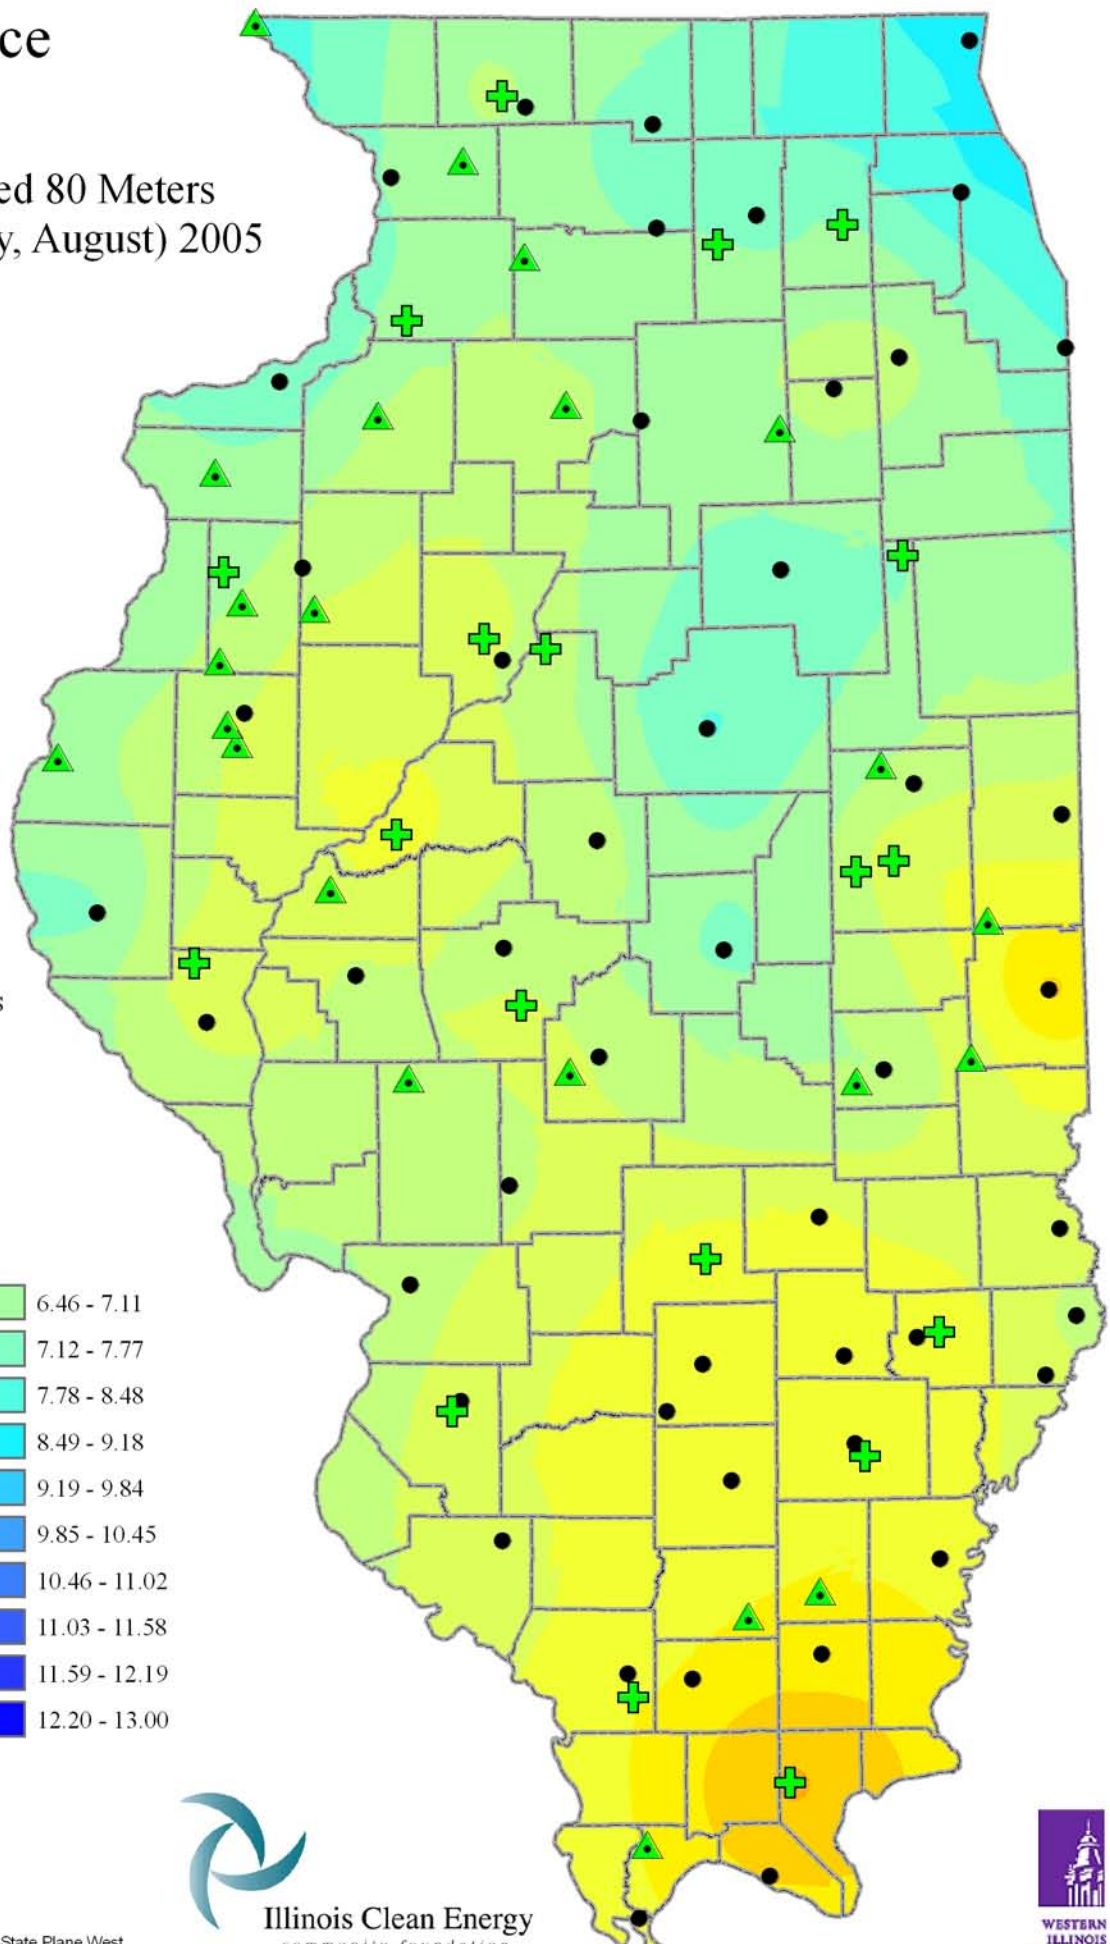 ce
ed 80 Meters
y, August) 2005
s
6.46 - 7.11
7.12 - 7.77
7.78 - 8.48
8.49 - 9.18
9.19 - 9.84
9.85 - 10.45
10.46 - 11.02
11.03 - 11.58
11.59 - 12.19
12.20 - 13.00
Illinois Clean Energy
community foundation
State Plane West
WESTERN
ILLINOIS